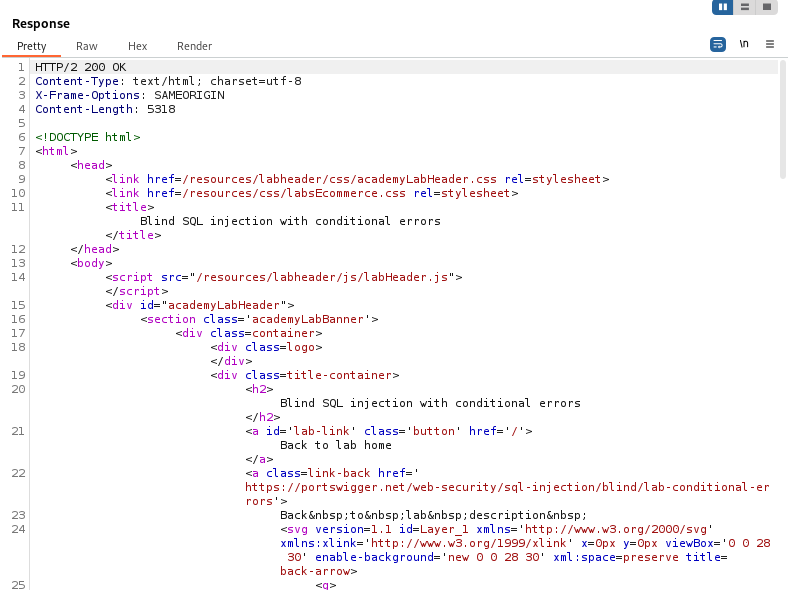 Response
Pretty Raw Hex Render \n
1 HTTP/2 200 OK
2 Content-Type: text/html; charset=utf-8
3 X-Frame-Options: SAMEORIGIN
4 Content-Length: 5318
5
6 <!DOCTYPE html>
7 <html>
8 <head>
9 <link href=/resources/labheader/css/academyLabHeader.css rel=stylesheet>
10 <link href=/resources/css/labsEcommerce.css rel=stylesheet>
11 <title>
Blind SQL injection with conditional errors
</title>
12 </head>
13 <body>
14 <script src="/resources/labheader/js/labHeader.js">
</script>
15 <div id="academyLabHeader">
16 <section class='academyLabBanner'>
17 <div class=container>
18 <div class=logo>
</div>
19 <div class=title-container>
20 <h2>
Blind SQL injection with conditional errors
</h2>
21 <a id='lab-link' class='button' href='/'>
Back to lab home
</a>
22 <a class=link-back href='
https://portswigger.net/web-security/sql-injection/blind/lab-conditional-er
rors'>
23 Back&nbsp;to&nbsp;lab&nbsp;description&nbsp;
24 <svg version=1.1 id=Layer_1 xmlns='http://www.w3.org/2000/svg'
xmlns:xlink='http://www.w3.org/1999/xlink' x=0px y=0px viewBox='0 0 28
30' enable-background='new 0 0 28 30' xml:space=preserve title=
back-arrow>
25 <g>